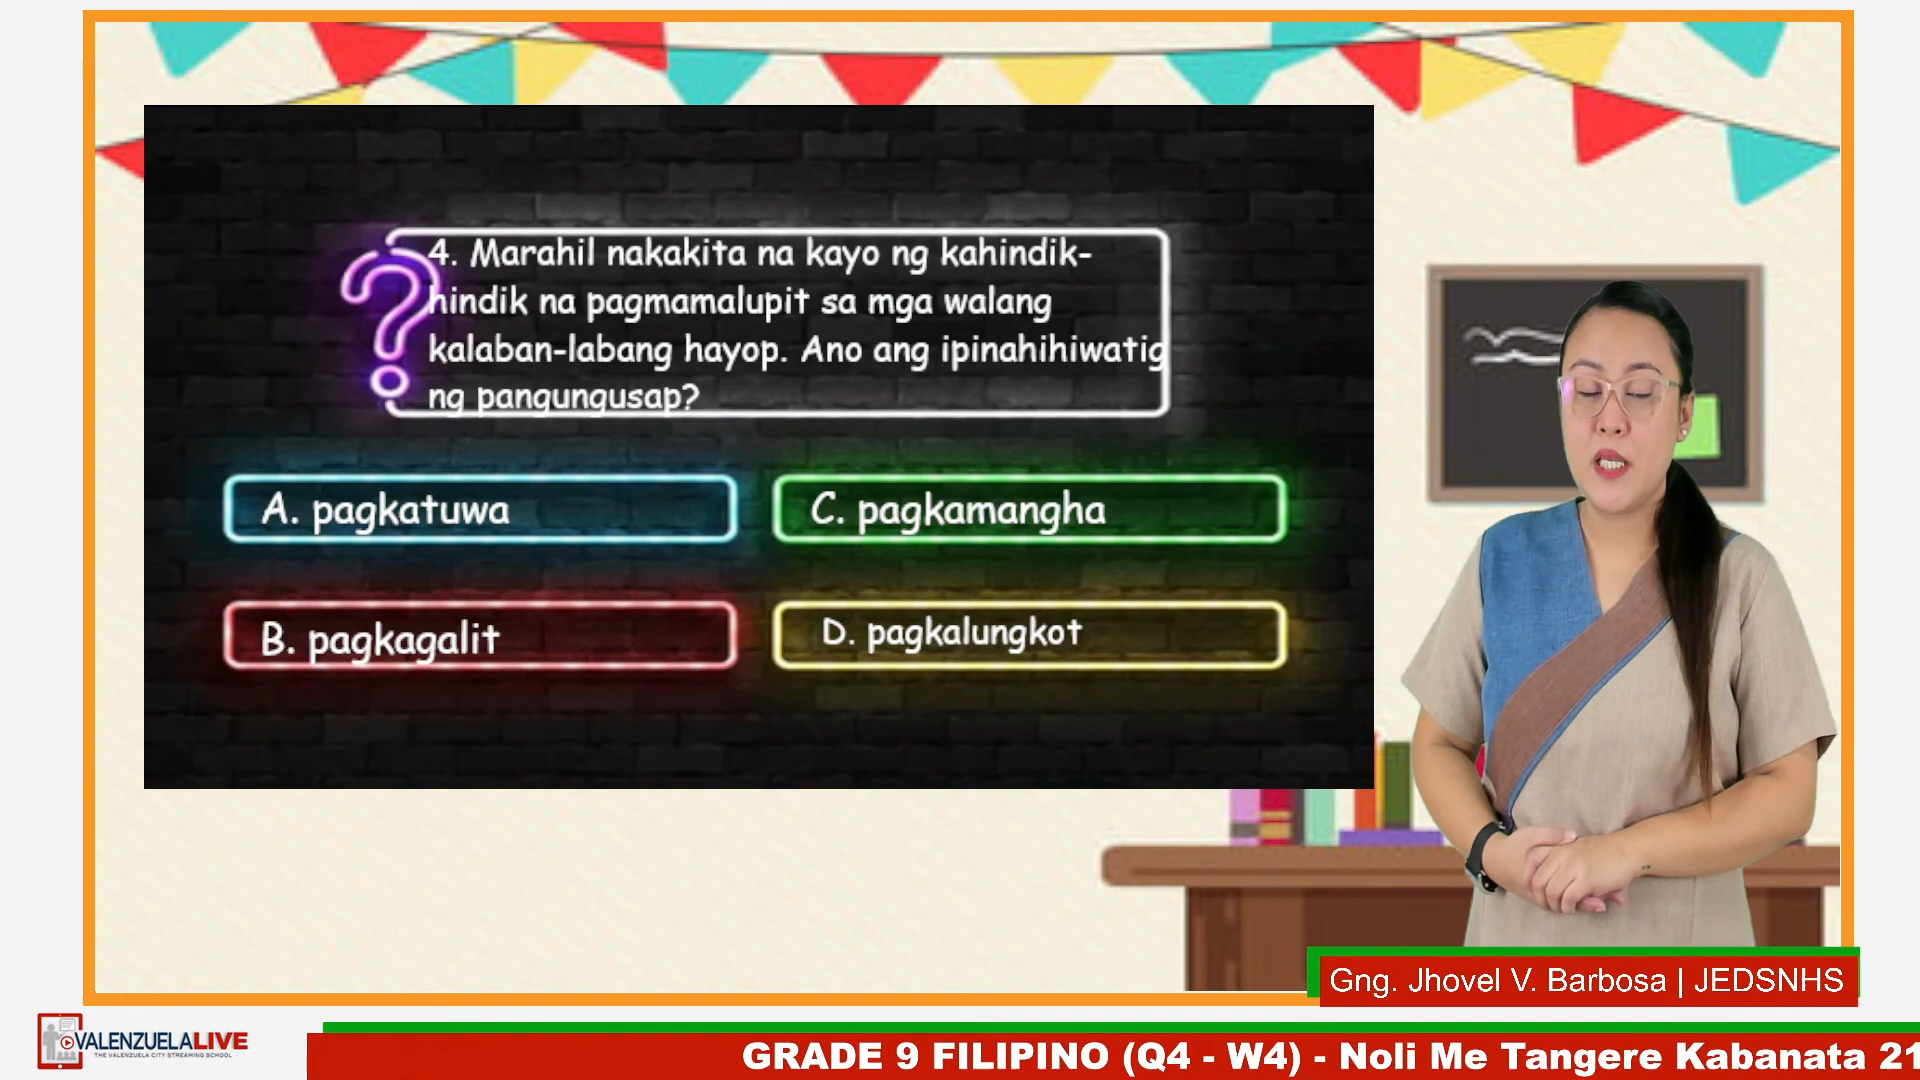 4. Marahil nakakita na kayo ng kahindik-
hindik na pagmamalupit sa mga walang
kalaban-labang hayop. Ano ang ipinahihiwatig
ng pangungusap?
A. pagkatuwa
C. pagkamangha
B. pagkagalit
D. pagkalungkot
Gng. Jhovel V. Barbosa | JEDSNHS
VALENZUELALIVE
THE VALENZUELA CITY STREAMING SCHOOL
GRADE 9 FILIPINO (Q4 - W4) - Noli Me Tangere Kabanata 21